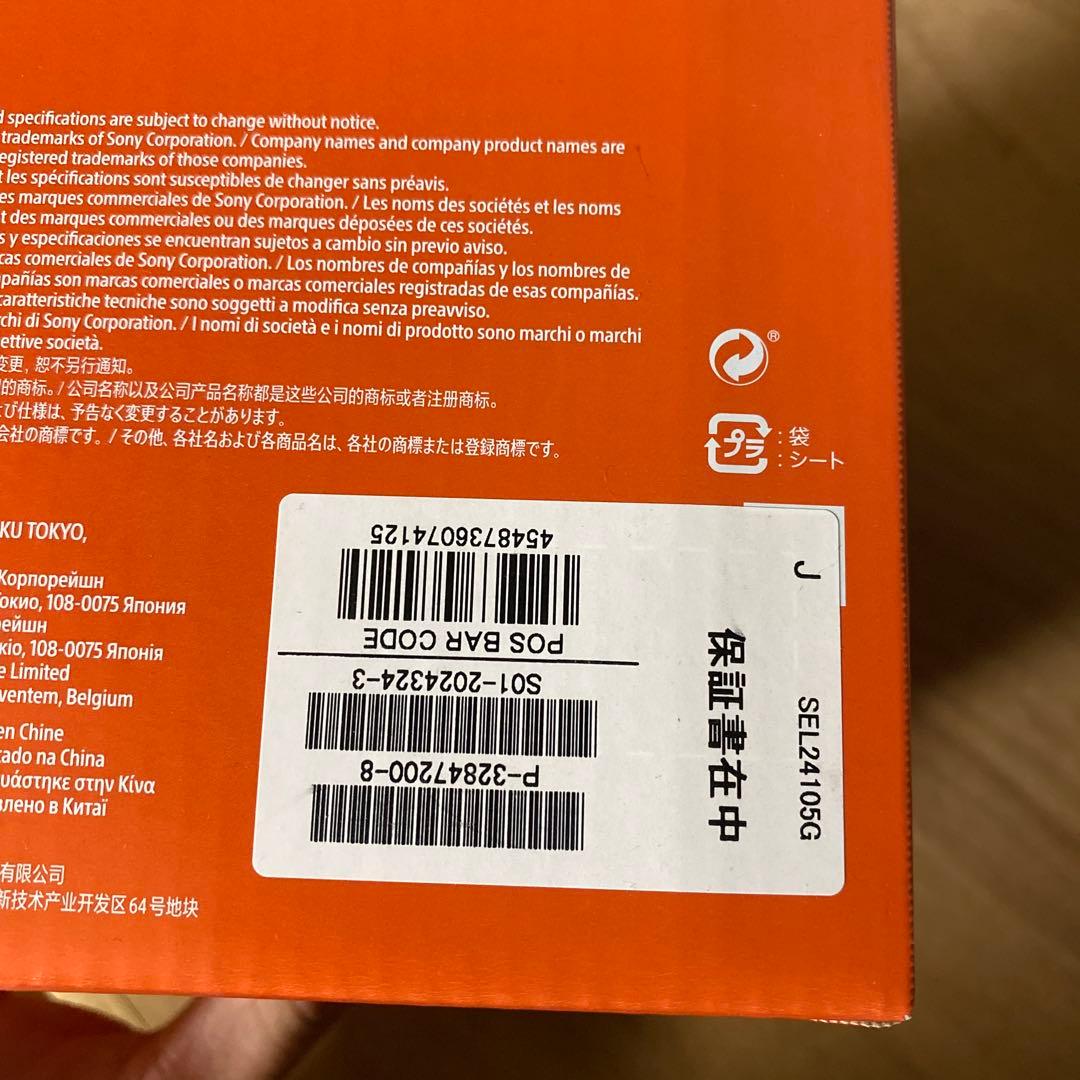 d specifications are subject to change without notice.
trademarks of Sony Corporation. / Company names and company product names are
egistered trademarks of those companies.
t les spécifications sont susceptibles de changer sans préavis.
es marques commerciales de Sony Corporation. / Les noms des sociétés et les noms
t des marques commerciales ou des marques déposées de ces sociétés.
s y especificaciones se encuentran sujetos a cambio sin previo aviso.
cas comerciales de Sony Corporation. / Los nombres de compañías y los nombres de
pañías son marcas comerciales o marcas comerciales registradas de esas compañías.
caratteristiche tecniche sono soggetti a modifica senza preavviso.
chi di Sony Corporation. / I nomi di società e i nomi di prodotto sono marchi o marchi
ettive società.
变更，恕不另行通知。
的商标。/ 公司名称以及公司产品名称都是这些公司的商标或者注册商标。
び仕様は、予告なく変更することがあります。
会社の商標です。/ その他、各社名および各商品名は、各社の商標または登録商標です。
®
プラ
: 袋
: シート
KU TOKYO,
Корпорейшн
окио, 108-0075 Япония
ейшн
кіо, 108-0075 Японія
e Limited
ventem, Belgium
en Chine
cado na China
υάστηκε στην Κίνα
влено в Китаї
有限公司
新技术产业开发区64号地块
J
SEL24105G
保証書在中
P-32847200-8
S01-2024324-3
POS BAR CODE
4548736074125